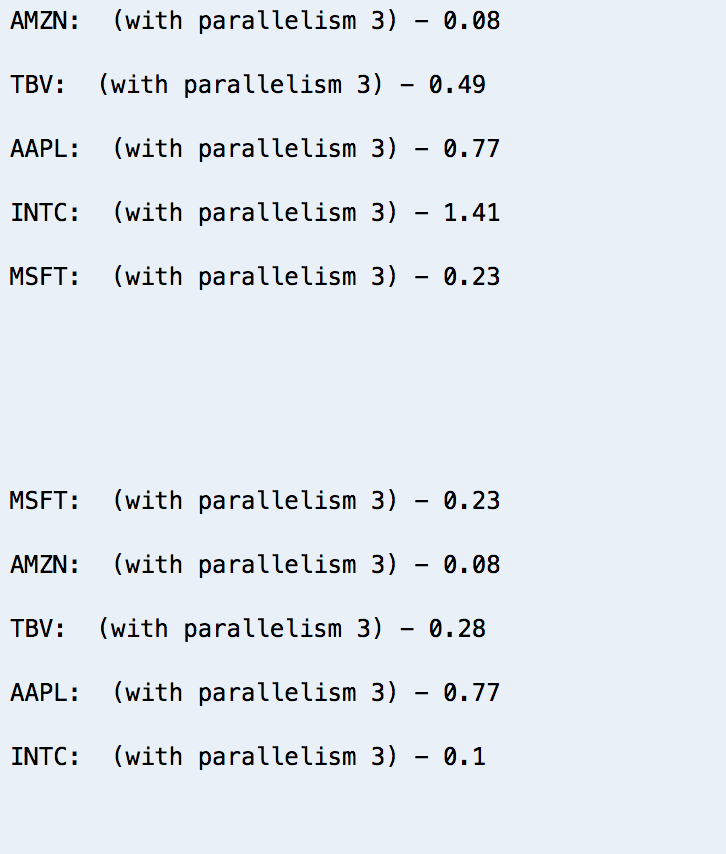 AMZN:  (with parallelism 3) – 0.08
TBV:  (with parallelism 3) – 0.49
AAPL:  (with parallelism 3) – 0.77
INTC:  (with parallelism 3) – 1.41
MSFT:  (with parallelism 3) – 0.23
MSFT:  (with parallelism 3) – 0.23
AMZN:  (with parallelism 3) – 0.08
TBV:  (with parallelism 3) – 0.28
AAPL:  (with parallelism 3) – 0.77
INTC:  (with parallelism 3) – 0.1